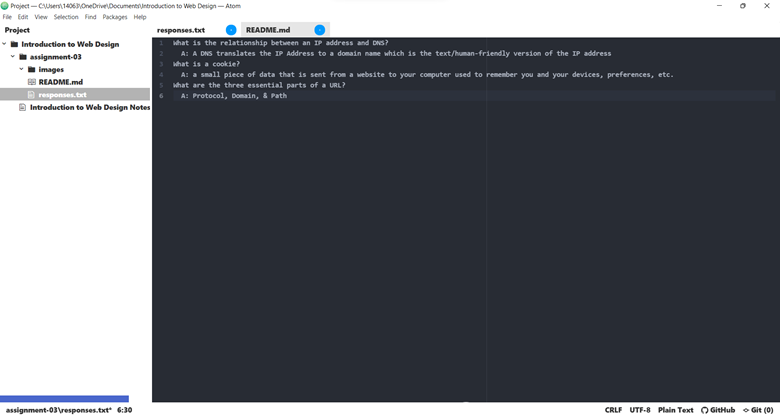 Project — C:\Users\14063\OneDrive\Documents\Introduction to Web Design — Atom
File Edit View Selection Find Packages Help
Project
responses.txt
README.md
Introduction to Web Design
assignment-03
images
README.md
responses.txt
Introduction to Web Design Notes
1 What is the relationship between an IP address and DNS?
2 A: A DNS translates the IP Address to a domain name which is the text/human-friendly version of the IP address
3 What is a cookie?
4 A: a small piece of data that is sent from a website to your computer used to remember you and your devices, preferences, etc.
5 What are the three essential parts of a URL?
6 A: Protocol, Domain, & Path
assignment-03\responses.txt* 6:30
CRLF UTF-8 Plain Text GitHub Git (0)